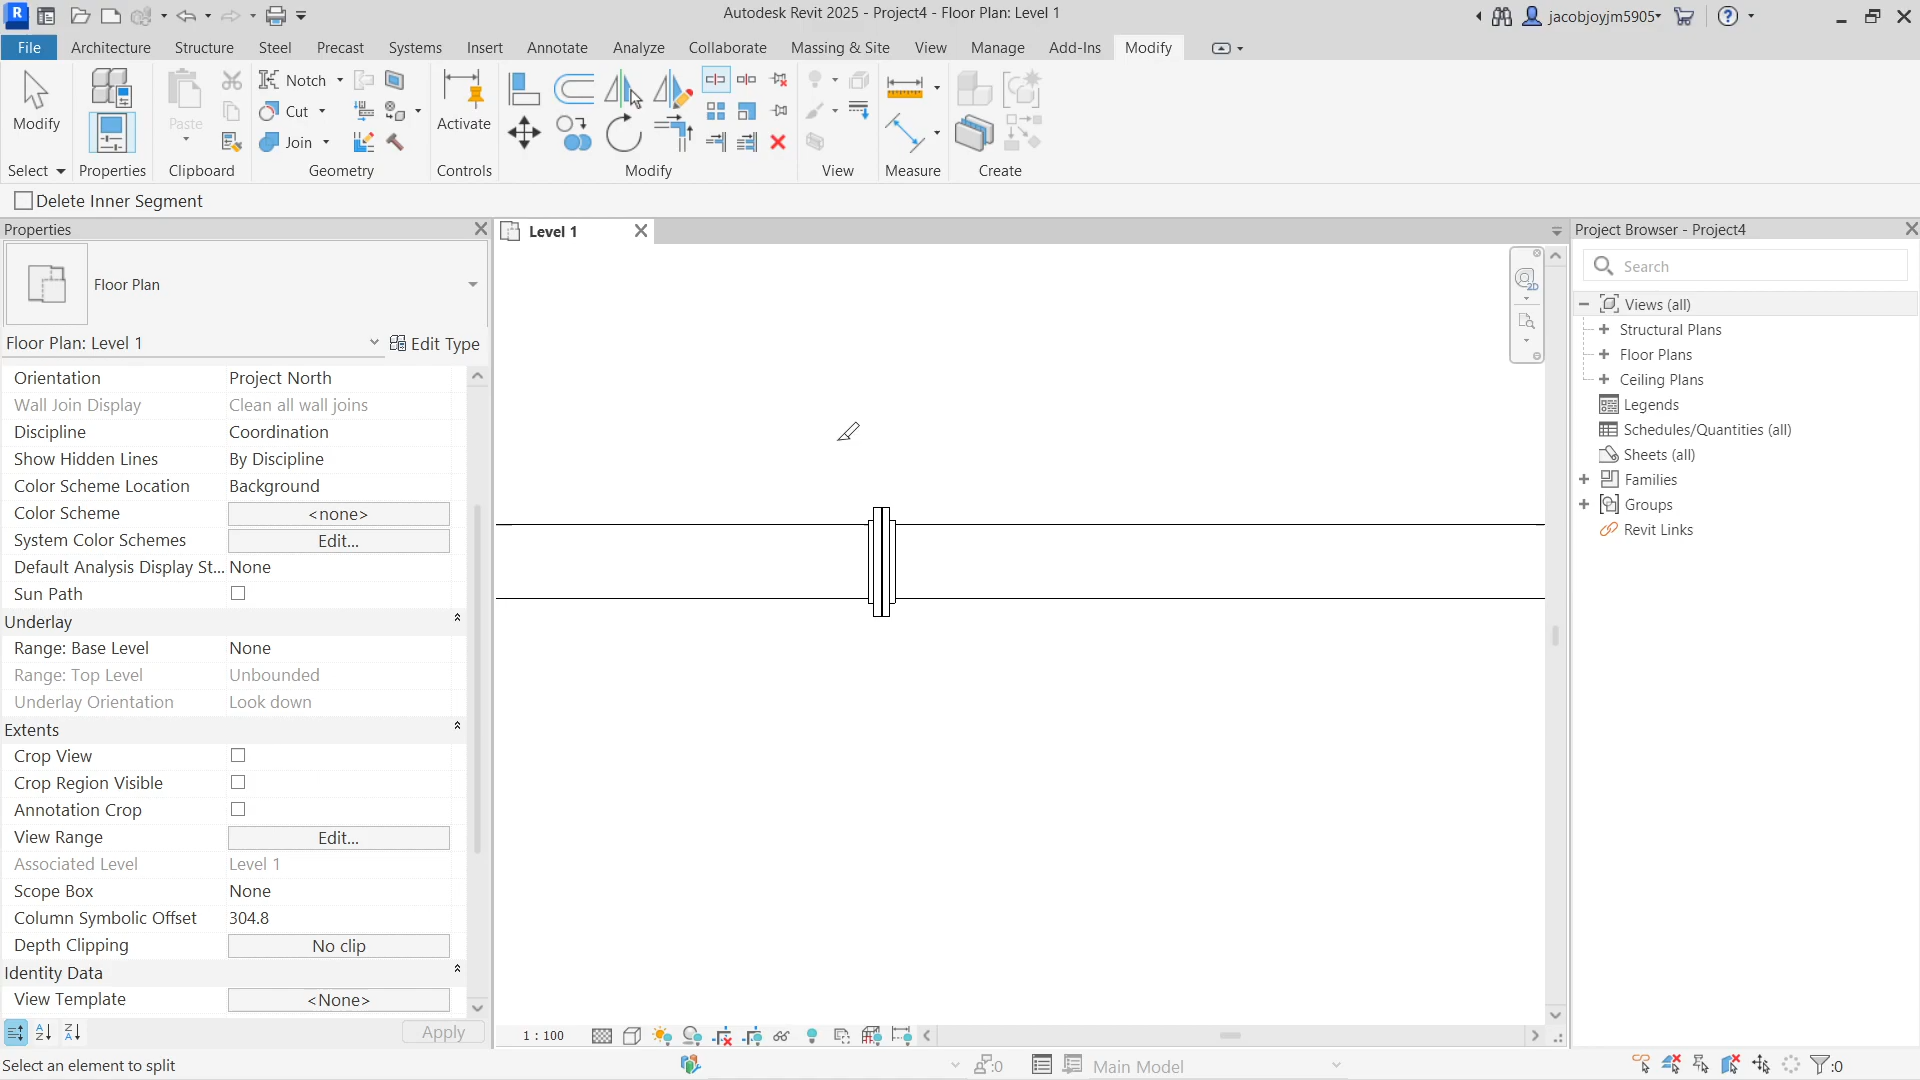 Autodesk Revit 2025 - Project4 - Floor Plan: Level 1
jacobjoyjm5905
File
Architecture
Structure
Steel
Precast
Systems
Insert
Annotate
Analyze
Collaborate
Massing & Site
View
Manage
Add-Ins
Modify
Modify
Paste
Notch
Cut
Join
Activate
Select
Properties
Clipboard
Geometry
Controls
Modify
View
Measure
Create
Delete Inner Segment
Properties
Floor Plan
Floor Plan: Level 1
Edit Type
Orientation Project North
Wall Join Display Clean all wall joins
Discipline Coordination
Show Hidden Lines By Discipline
Color Scheme Location Background
Color Scheme <none>
System Color Schemes Edit...
Default Analysis Display St... None
Sun Path
Underlay
Range: Base Level None
Range: Top Level Unbounded
Underlay Orientation Look down
Extents
Crop View
Crop Region Visible
Annotation Crop
View Range Edit...
Associated Level Level 1
Scope Box None
Column Symbolic Offset 304.8
Depth Clipping No clip
Identity Data
View Template <None>
Apply
Level 1
2D
1 : 100
Project Browser - Project4
Search
Views (all)
Structural Plans
Floor Plans
Ceiling Plans
Legends
Schedules/Quantities (all)
Sheets (all)
Families
Groups
Revit Links
Select an element to split
:0
Main Model
:0